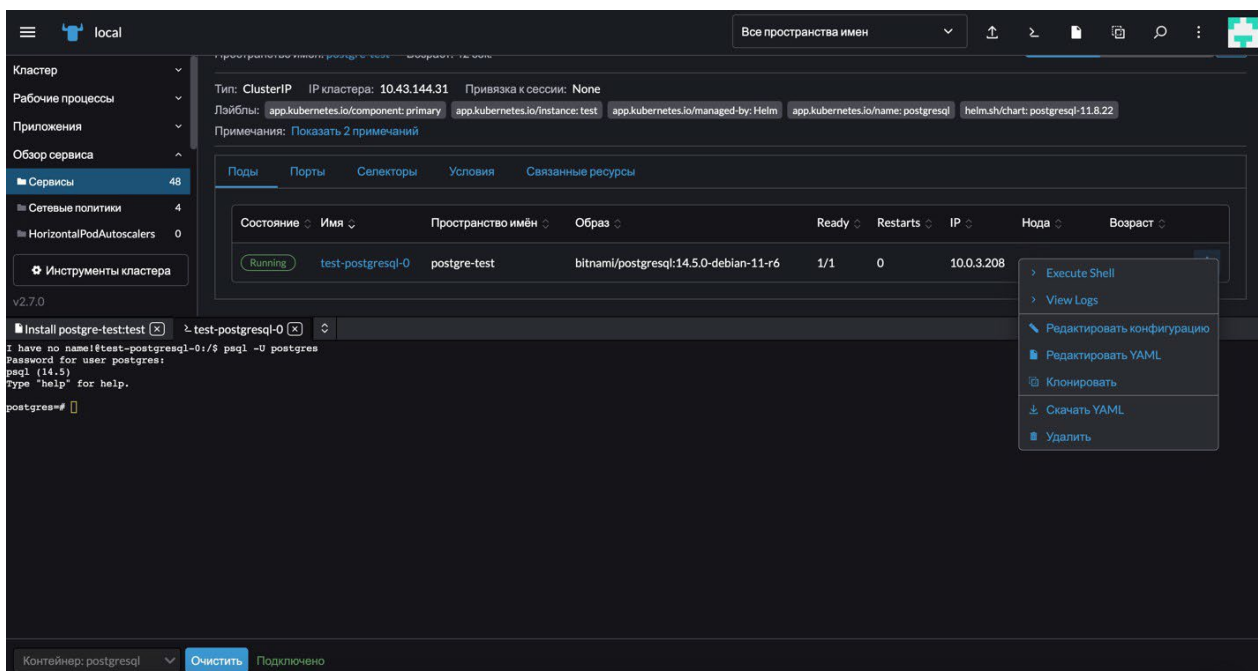 local
Все пространства имен
Кластер
Рабочие процессы
Приложения
Обзор сервиса
Сервисы 48
Сетевые политики 4
HorizontalPodAutoscalers 0
Инструменты кластера
v2.7.0
Тип: ClusterIP IP кластера: 10.43.144.31 Привязка к сессии: None
Лэйблы: app.kubernetes.io/component: primary app.kubernetes.io/instance: test app.kubernetes.io/managed-by: Helm app.kubernetes.io/name: postgresql helm.sh/chart: postgresql-11.8.22
Примечания: Показать 2 примечаний
Поды Порты Селекторы Условия Связанные ресурсы
Состояние Имя Пространство имён Образ Ready Restarts IP Нода Возраст
Running test-postgresql-0 postgre-test bitnami/postgresql:14.5.0-debian-11-r6 1/1 0 10.0.3.208
Execute Shell
View Logs
Редактировать конфигурацию
Редактировать YAML
Клонировать
Скачать YAML
Удалить
Install postgre-test:test test-postgresql-0
I have no name!@test-postgresql-0:/$ psql -U postgres
Password for user postgres:
psql (14.5)
Type "help" for help.
postgres=#
Контейнер: postgresql Очистить Подключено